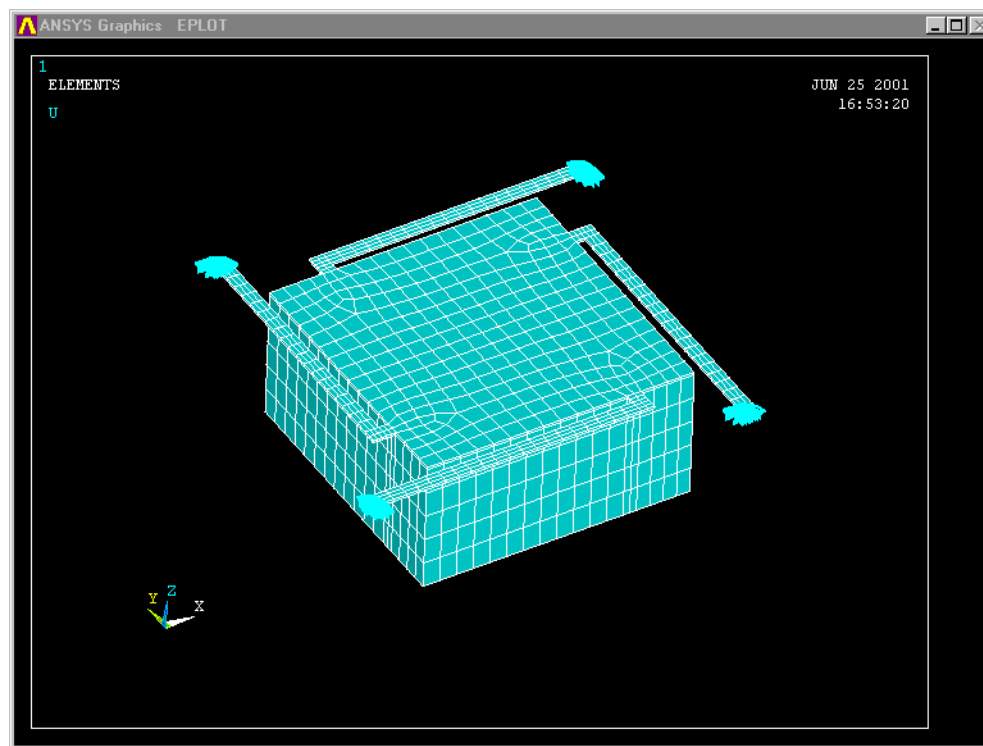 ANSYS Graphics EPLOT
1
ELEMENTS
U
JUN 25 2001
16:53:20
Y Z X